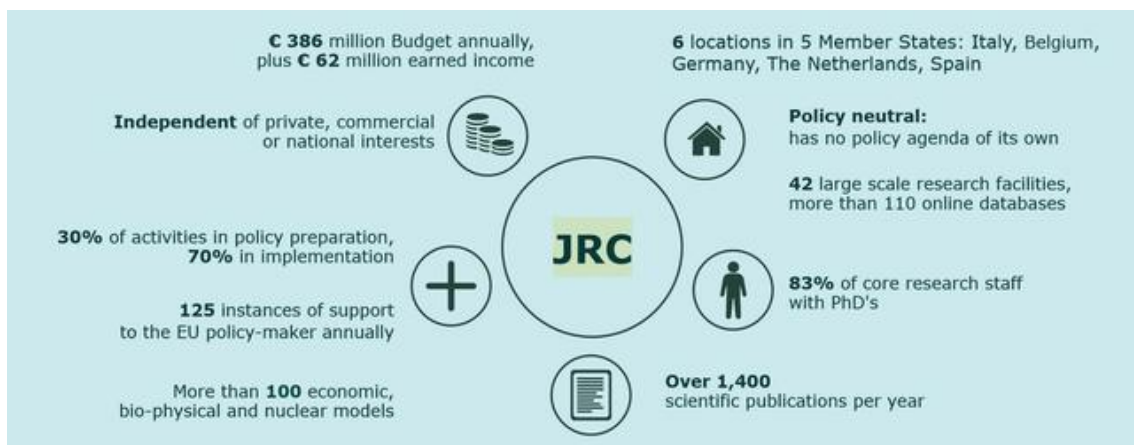 € 386 million Budget annually,
plus € 62 million earned income
Independent of private, commercial
or national interests
30% of activities in policy preparation,
70% in implementation
125 instances of support
to the EU policy-maker annually
More than 100 economic,
bio-physical and nuclear models
JRC
6 locations in 5 Member States: Italy, Belgium,
Germany, The Netherlands, Spain
Policy neutral:
has no policy agenda of its own
42 large scale research facilities,
more than 110 online databases
83% of core research staff
with PhD's
Over 1,400
scientific publications per year